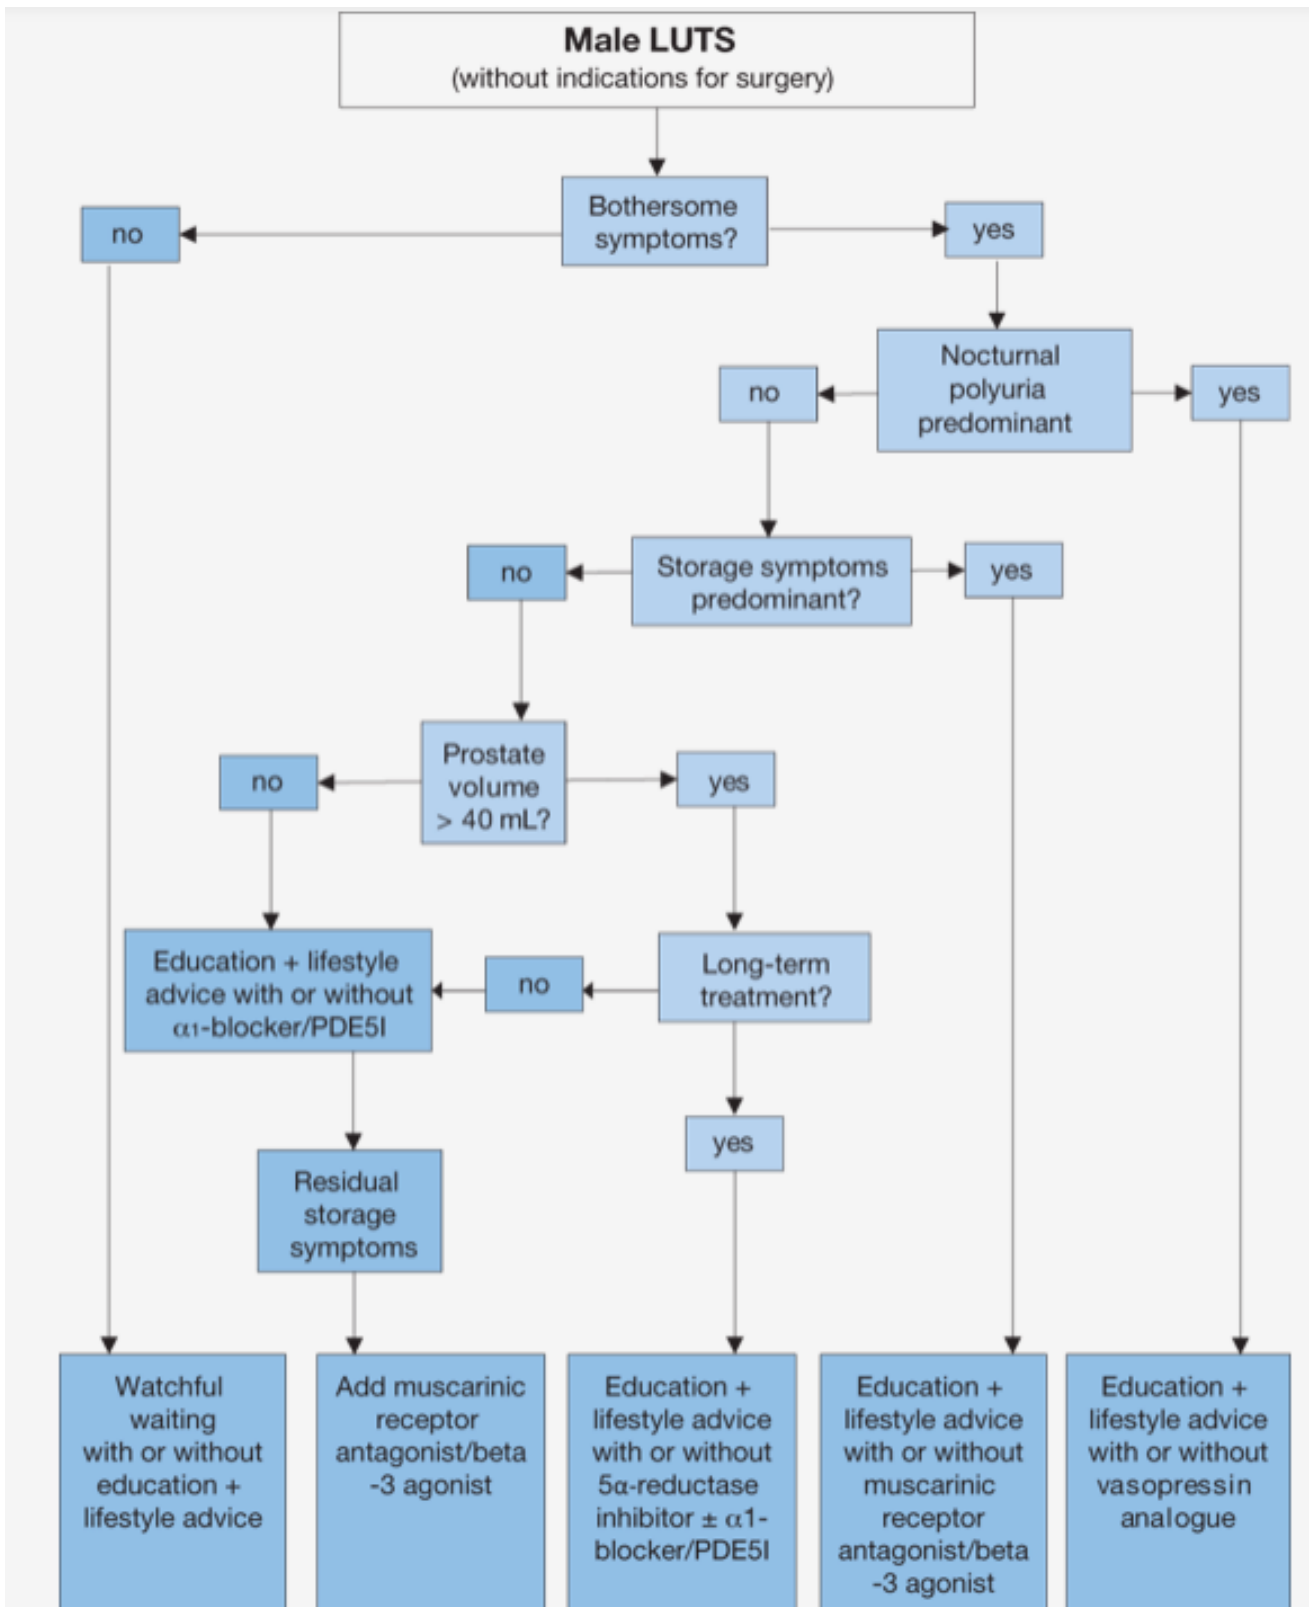 Male LUTS
(without indications for surgery)
Bothersome
symptoms?
no
yes
Nocturnal
polyuria
predominant
no
yes
Storage symptoms
predominant?
no
yes
Prostate
volume
> 40 mL?
no
yes
Education + lifestyle
advice with or without
α1-blocker/PDE5I
no
Long-term
treatment?
yes
Residual
storage
symptoms
Watchful
waiting
with or without
education +
lifestyle advice
Add muscarinic
receptor
antagonist/beta
-3 agonist
Education +
lifestyle advice
with or without
5α-reductase
inhibitor ± α1-
blocker/PDE5I
Education +
lifestyle advice
with or without
muscarinic
receptor
antagonist/beta
-3 agonist
Education +
lifestyle advice
with or without
vasopressin
analogue